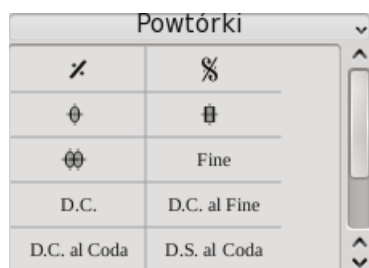 Powtórki
Fine
D.C. D.C. al Fine
D.C. al Coda D.S. al Coda